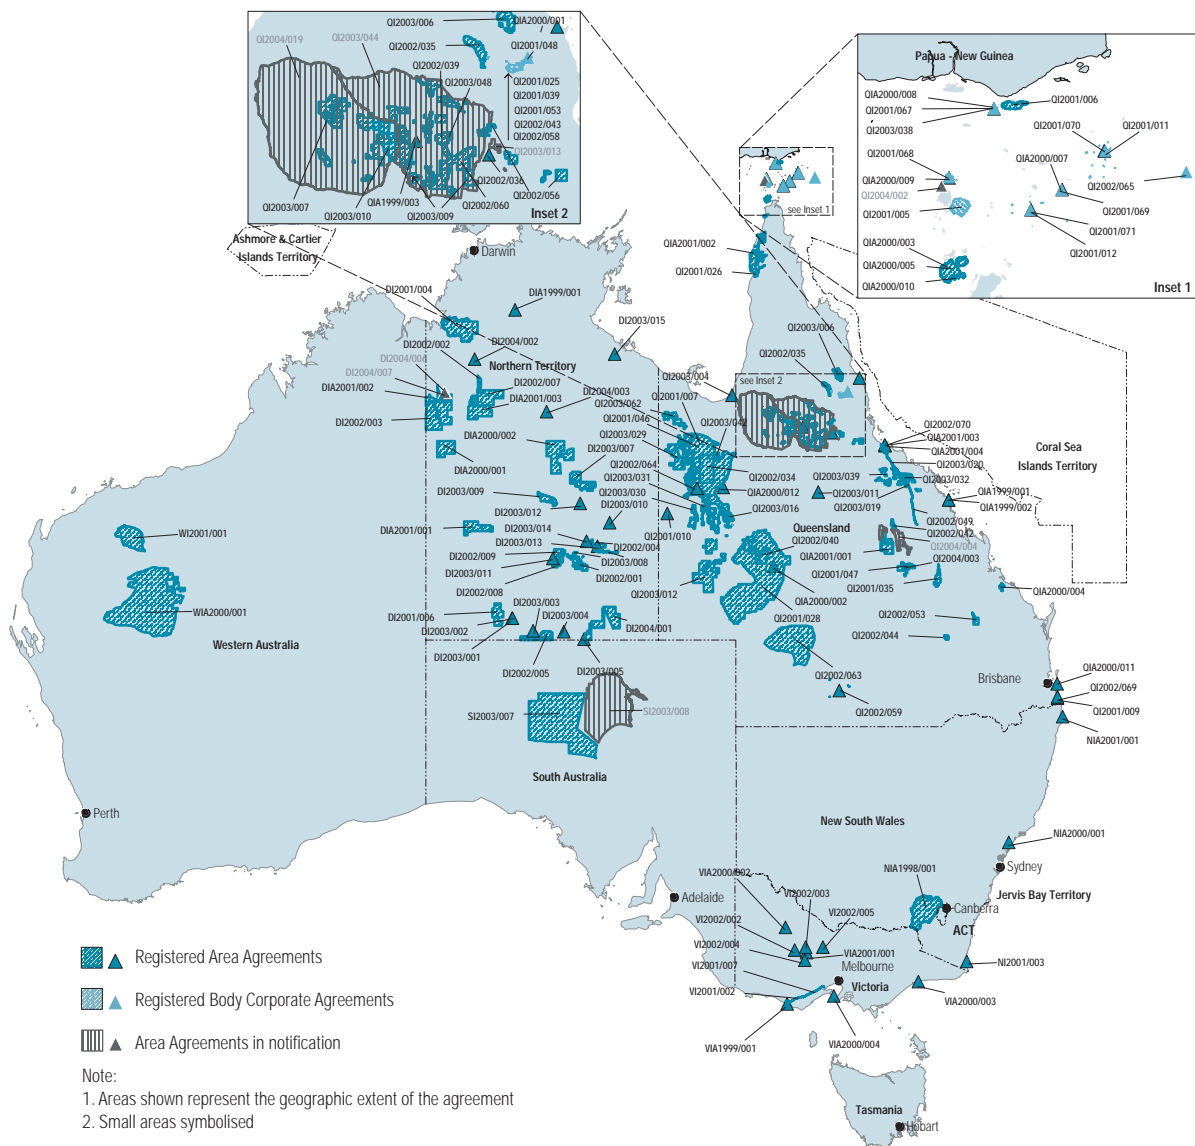 QI2003/006
QIA2000/001
QI2004/019
QI2003/044
QI2002/035
QI2001/048
QI2002/039
QI2003/048
QI2001/025
QI2001/039
QI2001/053
QI2002/043
QI2002/058
QI2003/013
QI2002/036
QI2003/007
QI2003/010
QIA1999/003
QI2003/009
QI2002/060
QI2002/056
Inset 2
Papua - New Guinea
QIA2000/008
QI2001/067
QI2003/038
QI2001/006
QI2001/070
QI2001/011
QI2001/068
QIA2000/007
QIA2000/009
QI2004/002
QI2002/065
QI2001/005
QI2001/069
QI2001/071
QI2001/012
QIA2000/003
QIA2000/005
QIA2000/010
Inset 1
see Inset 1
Ashmore & Cartier
Islands Territory
Darwin
QIA2001/002
QI2001/026
DI2001/004
DIA1999/001
DI2003/015
QI2003/006
DI2002/002
DI2004/002
DI2004/006
Northern Territory
QI2002/035
DI2004/007
QI2003/004
see Inset 2
DIA2001/002
DI2002/007
DI2004/003
DIA2001/003
QI2003/062
QI2001/007
DI2002/003
QI2001/046
QI2003/042
QI2002/070
QIA2001/003
QIA2001/004
Coral Sea
Islands Territory
DIA2000/002
QI2003/029
DI2003/007
QI2003/020
DIA2000/001
QI2002/064
QI2003/031
QI2002/034
QI2003/039
QI2003/032
DI2003/009
QI2003/030
QIA2000/012
QI2003/011
QIA1999/001
QIA1999/002
DI2003/012
DI2003/010
QI2003/016
QI2003/019
DIA2001/001
DI2003/014
QI2001/010
Queensland
QI2002/049
WI2001/001
DI2003/013
DI2002/004
QI2002/040
QI2002/042
DI2002/009
DI2003/008
QIA2001/001
QI2004/004
DI2003/011
DI2002/001
QI2004/003
DI2002/008
QI2003/012
QI2001/047
QI2001/035
QIA2000/004
WIA2000/001
DI2003/003
QIA2000/002
DI2001/006
DI2003/004
QI2001/028
QI2002/053
DI2003/002
DI2004/001
QI2002/044
Western Australia
DI2003/001
DI2002/005
DI2003/005
QI2002/063
Brisbane
QIA2000/011
QI2002/069
QI2002/059
QI2001/009
SI2003/007
SI2003/008
NIA2001/001
South Australia
Perth
New South Wales
NIA2000/001
VIA2000/002
NIA1998/001
Sydney
Adelaide
VI2002/003
Jervis Bay Territory
VI2002/002
VI2002/005
Canberra
ACT
VI2002/004
VIA2001/001
Registered Area Agreements
VI2001/007
Melbourne
NI2001/003
VI2001/002
Victoria
VIA2000/003
Registered Body Corporate Agreements
VIA1999/001
VIA2000/004
Area Agreements in notification
Note:
1. Areas shown represent the geographic extent of the agreement
2. Small areas symbolised
Tasmania
Hobart